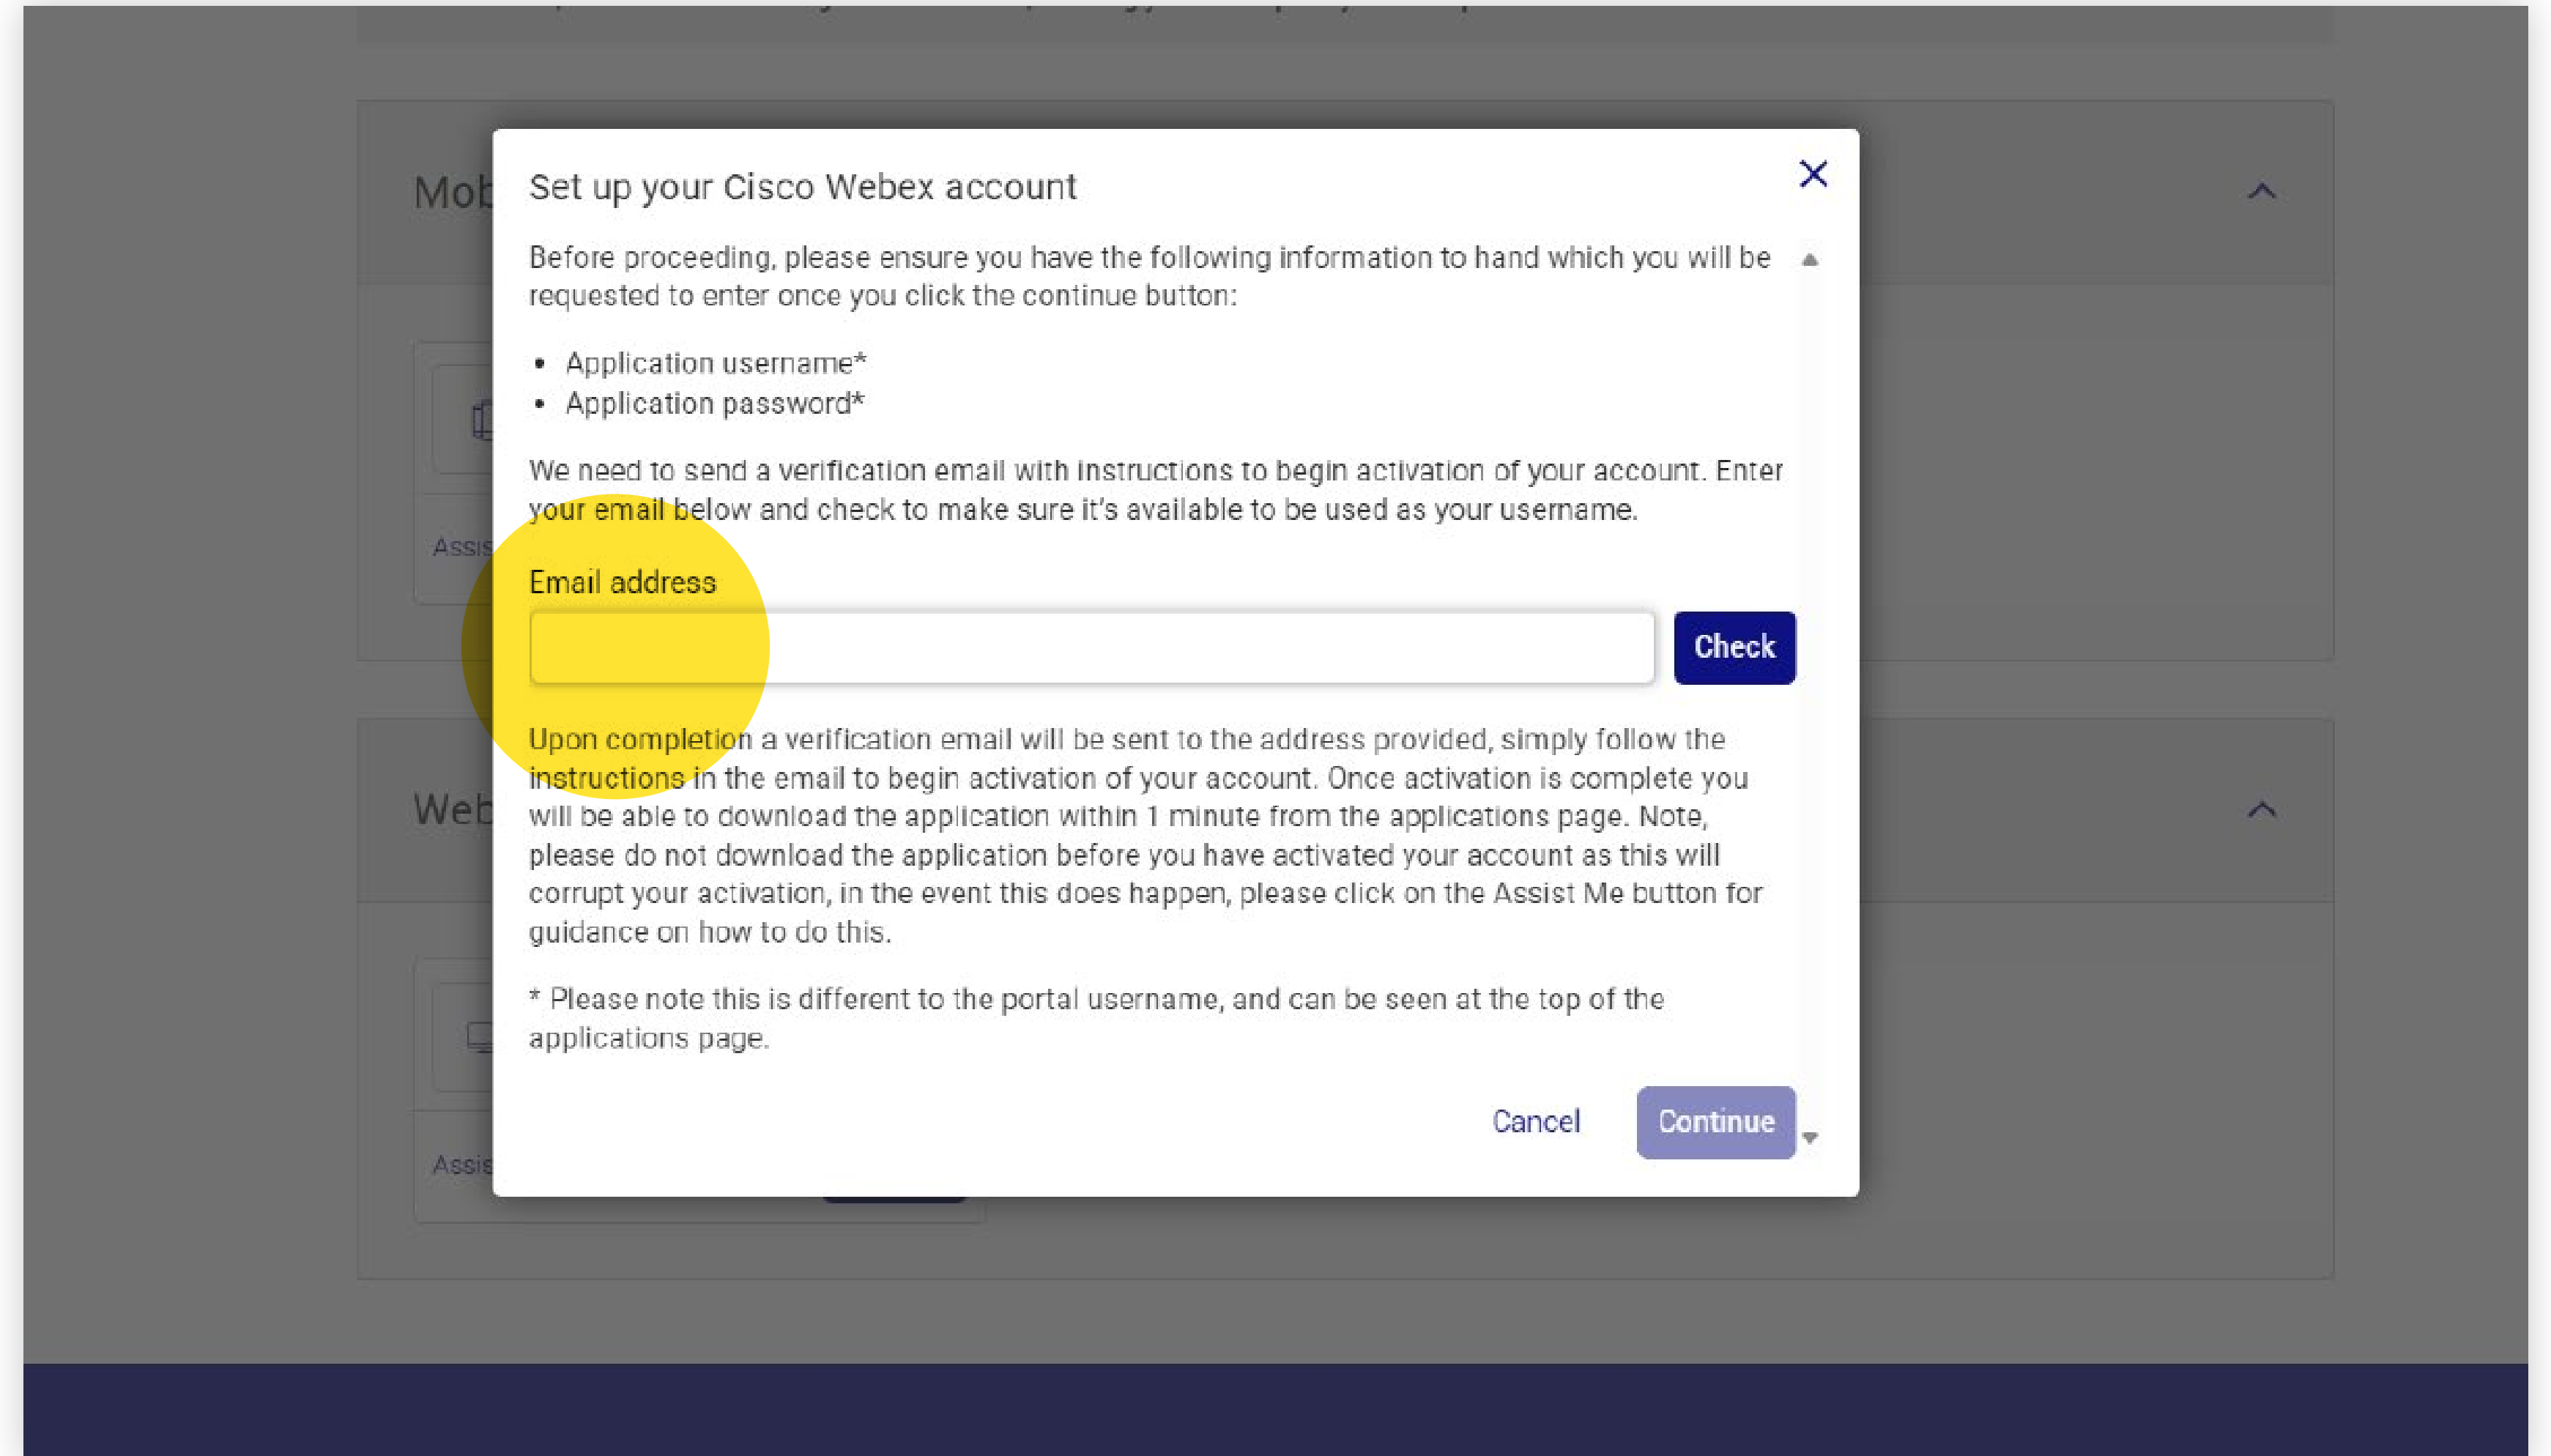 Set up your Cisco Webex account
Before proceeding, please ensure you have the following information to hand which you will be
requested to enter once you click the continue button:
• Application username*
• Application password*
We need to send a verification email with instructions to begin activation of your account. Enter
your email below and check to make sure it's available to be used as your username.
Email address
Check
Upon completion a verification email will be sent to the address provided, simply follow the
instructions in the email to begin activation of your account. Once activation is complete you
will be able to download the application within 1 minute from the applications page. Note,
please do not download the application before you have activated your account as this will
corrupt your activation, in the event this does happen, please click on the Assist Me button for
guidance on how to do this.
* Please note this is different to the portal username, and can be seen at the top of the
applications page.
Cancel
Continue
Mob
Assis
Web
Assis